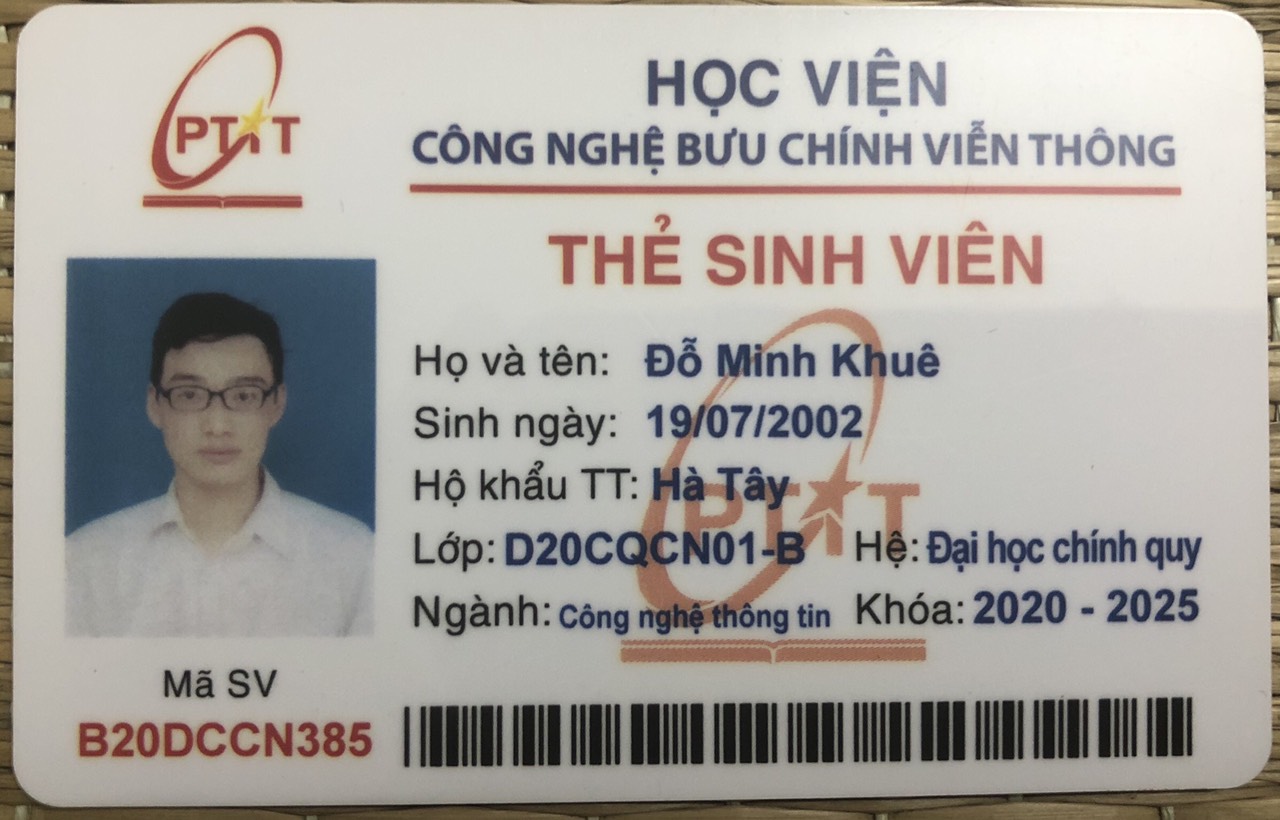 PTIT
HỌC VIỆN
CÔNG NGHỆ BƯU CHÍNH VIỄN THÔNG
THẺ SINH VIÊN
Họ và tên: Đỗ Minh Khuê
Sinh ngày: 19/07/2002
Hộ khẩu TT: Hà Tây
PTIT
Lớp: D20CQCN01-B Hệ: Đại học chính quy
Ngành: Công nghệ thông tin Khóa: 2020 - 2025
Mã SV
B20DCCN385